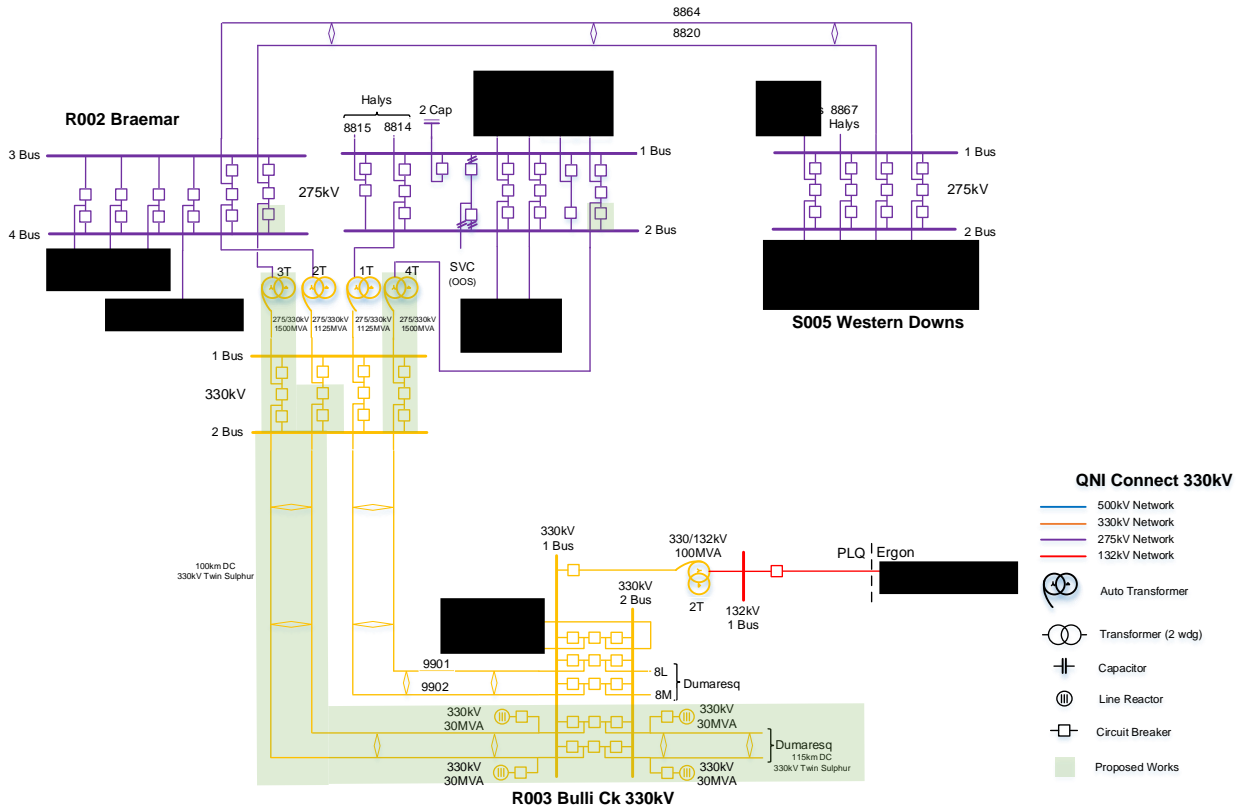 8864
8820
R002 Braemar
Halys
8815
8814
2 Cap
8867
Halys
3 Bus
1 Bus
1 Bus
275kV
275kV
4 Bus
2 Bus
2 Bus
SVC
(OOS)
3T
2T
1T
4T
275/330kV
1500MVA
275/330kV
1125MVA
275/330kV
1125MVA
275/330kV
1500MVA
S005 Western Downs
1 Bus
330kV
2 Bus
100km DC
330kV Twin Sulphur
330kV
1 Bus
330/132kV
100MVA
330kV
2 Bus
2T
132kV
1 Bus
PLQ
Ergon
9901
9902
8L
8M
Dumaresq
330kV
30MVA
330kV
30MVA
Dumaresq
115km DC
330kV Twin Sulphur
330kV
30MVA
330kV
30MVA
R003 Bulli Ck 330kV
QNI Connect 330kV
500kV Network
330kV Network
275kV Network
132kV Network
Auto Transformer
Transformer (2 wdg)
Capacitor
Line Reactor
Circuit Breaker
Proposed Works